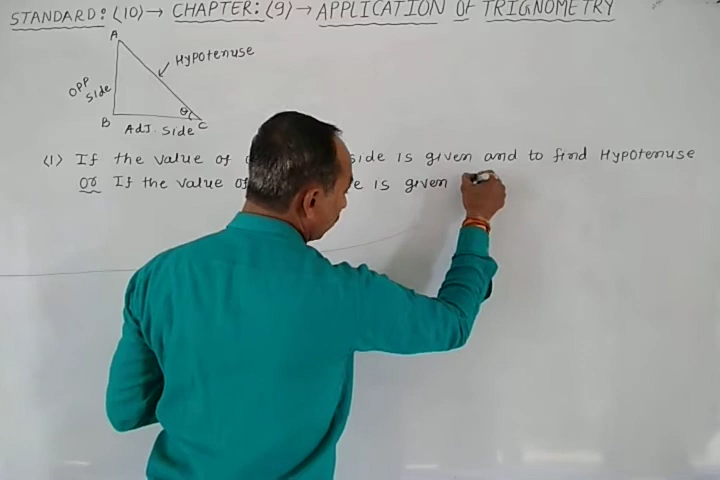 STANDARD: (10) → CHAPTER: (9) → APPLICATION Of TRIGNOMETRY
A
Hypotenuse
OPP side
θ
B
C
ADJ. Side
(1) If the value of side is given and to find Hypotenuse
OR If the value of is given